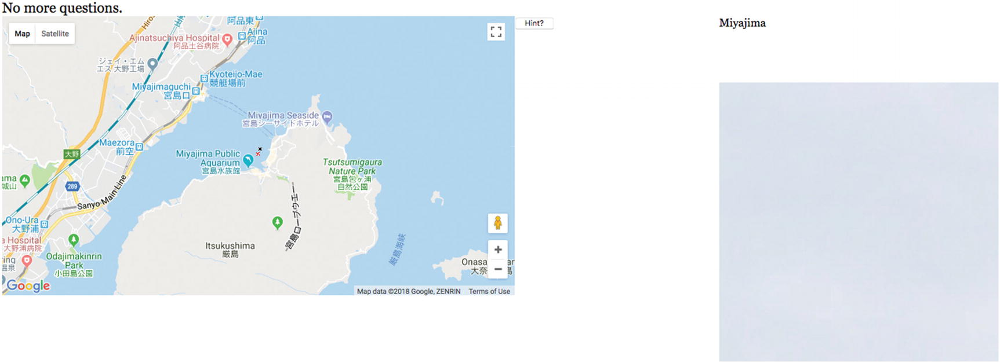 No more questions.
Map
Satellite
Hint?
Miyajima
阿品東
Ajina
阿品
Ajinatsuchiya Hospital
阿品土谷病院
ジェイ・エム
エス 大野工場
Kyoteijo-Mae
競艇場前
Miyajimaguchi
宮島口
Miyajima Seaside
宮島シーサイドホテル
Maezora
前空
大野
Miyajima Public
Aquarium
宮島水族館
Tsutsumigaura
Nature Park
宮島包ヶ浦
自然公園
ama
城山
289
Sanyo Main Line
宮島ロープウエー
Ono-Ura
大野浦
a Hospital
大野浦病院
Odajimakinrin
Park
小田島公園
ring
温泉
Itsukushima
厳島
厳島海峡
Onasa
an
大奈
島
+
−
Google
Map data ©2018 Google, ZENRIN
Terms of Use